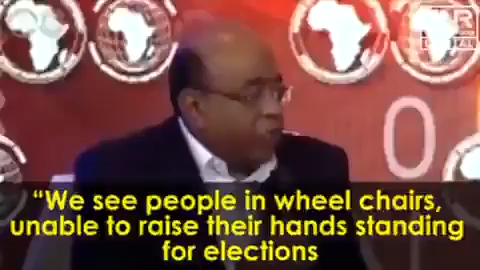 “We see people in wheel chairs,
unable to raise their hands standing
for elections